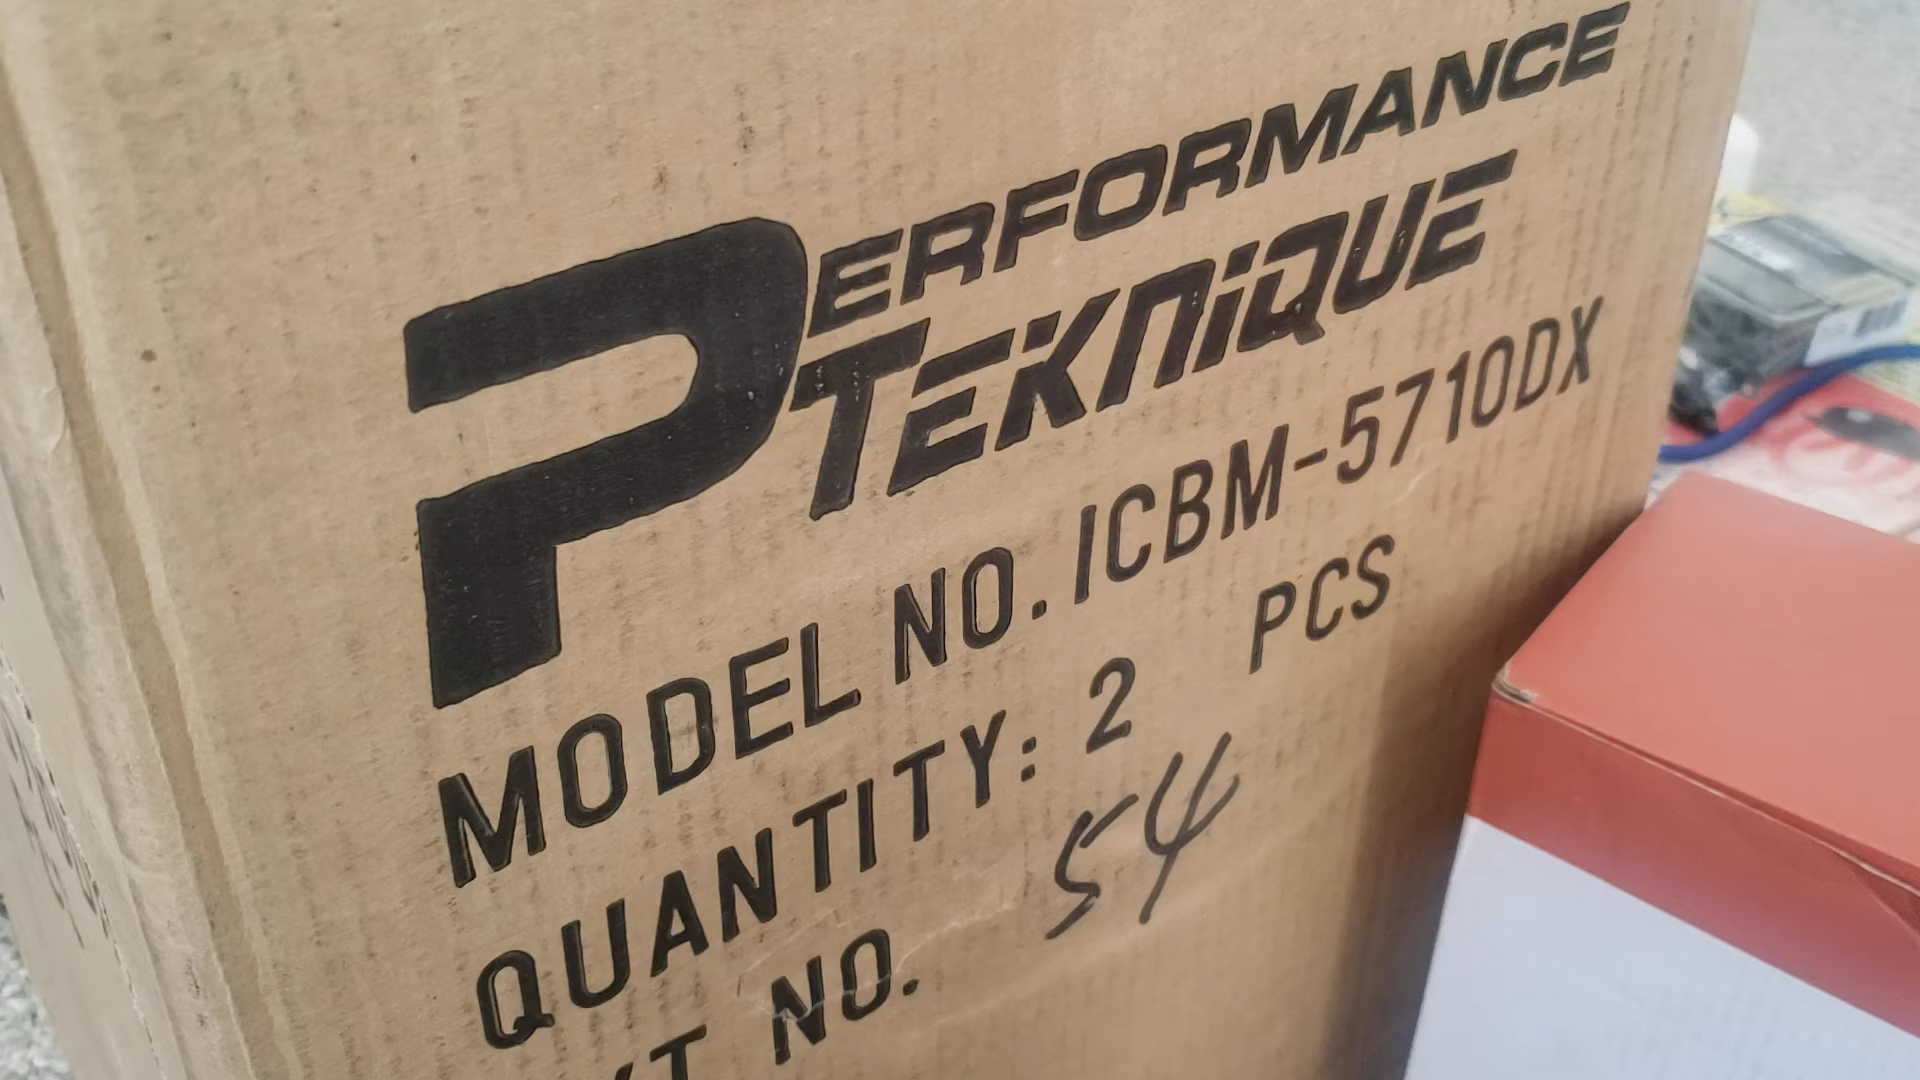 PERFORMANCE
TEKNIQUE
MODEL NO. ICBM-5710DX
QUANTITY: 2 PCS
NO. 54